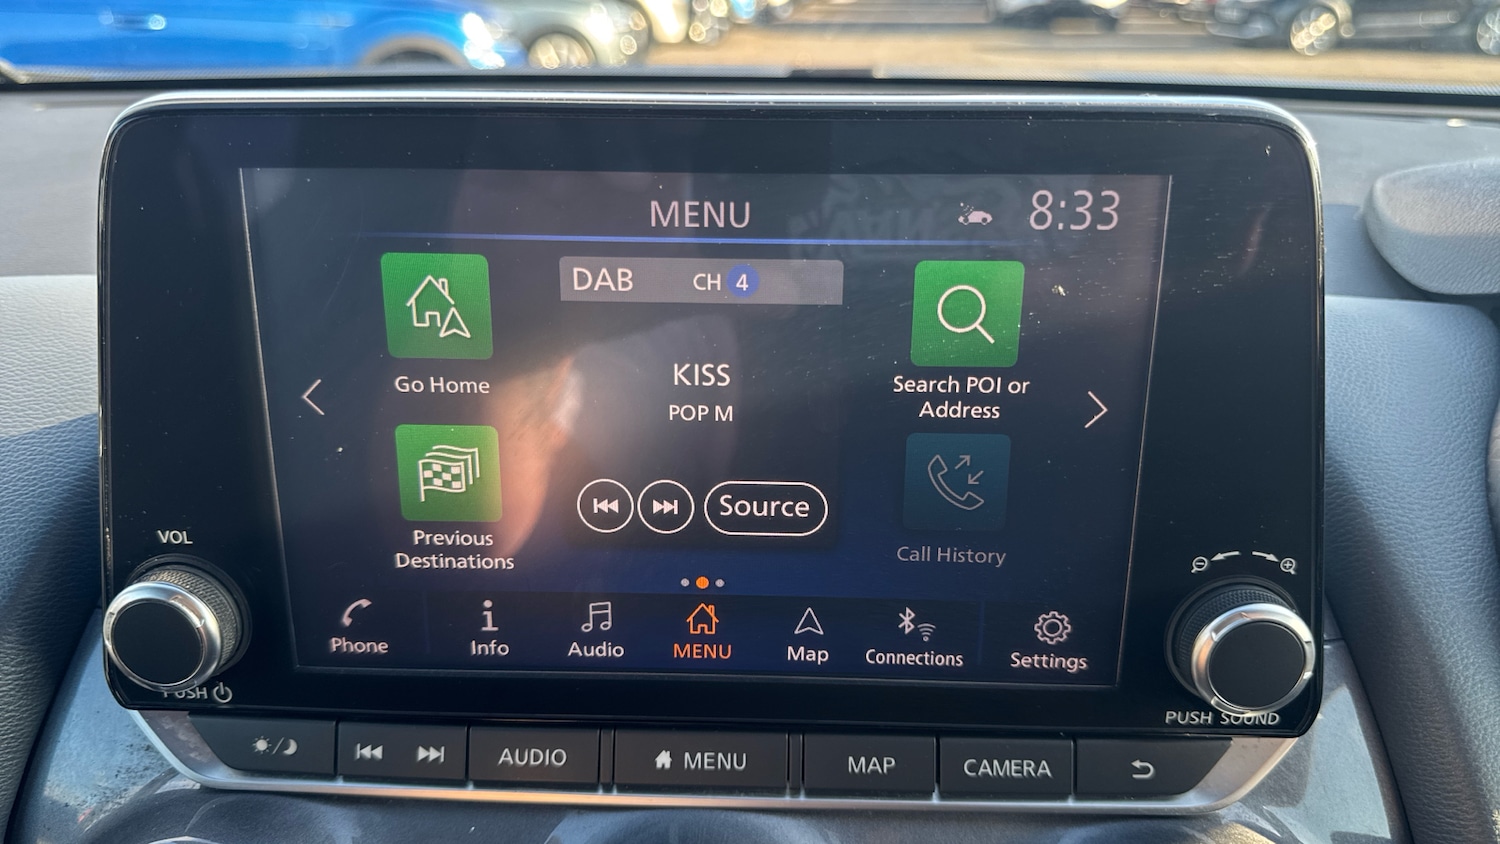 MENU
8:33
DAB CH 4
Go Home
KISS
POP M
Search POI or
Address
Previous
Destinations
Source
Call History
Phone
Info
Audio
MENU
Map
Connections
Settings
VOL
PUSH
PUSH SOUND
AUDIO
MENU
MAP
CAMERA